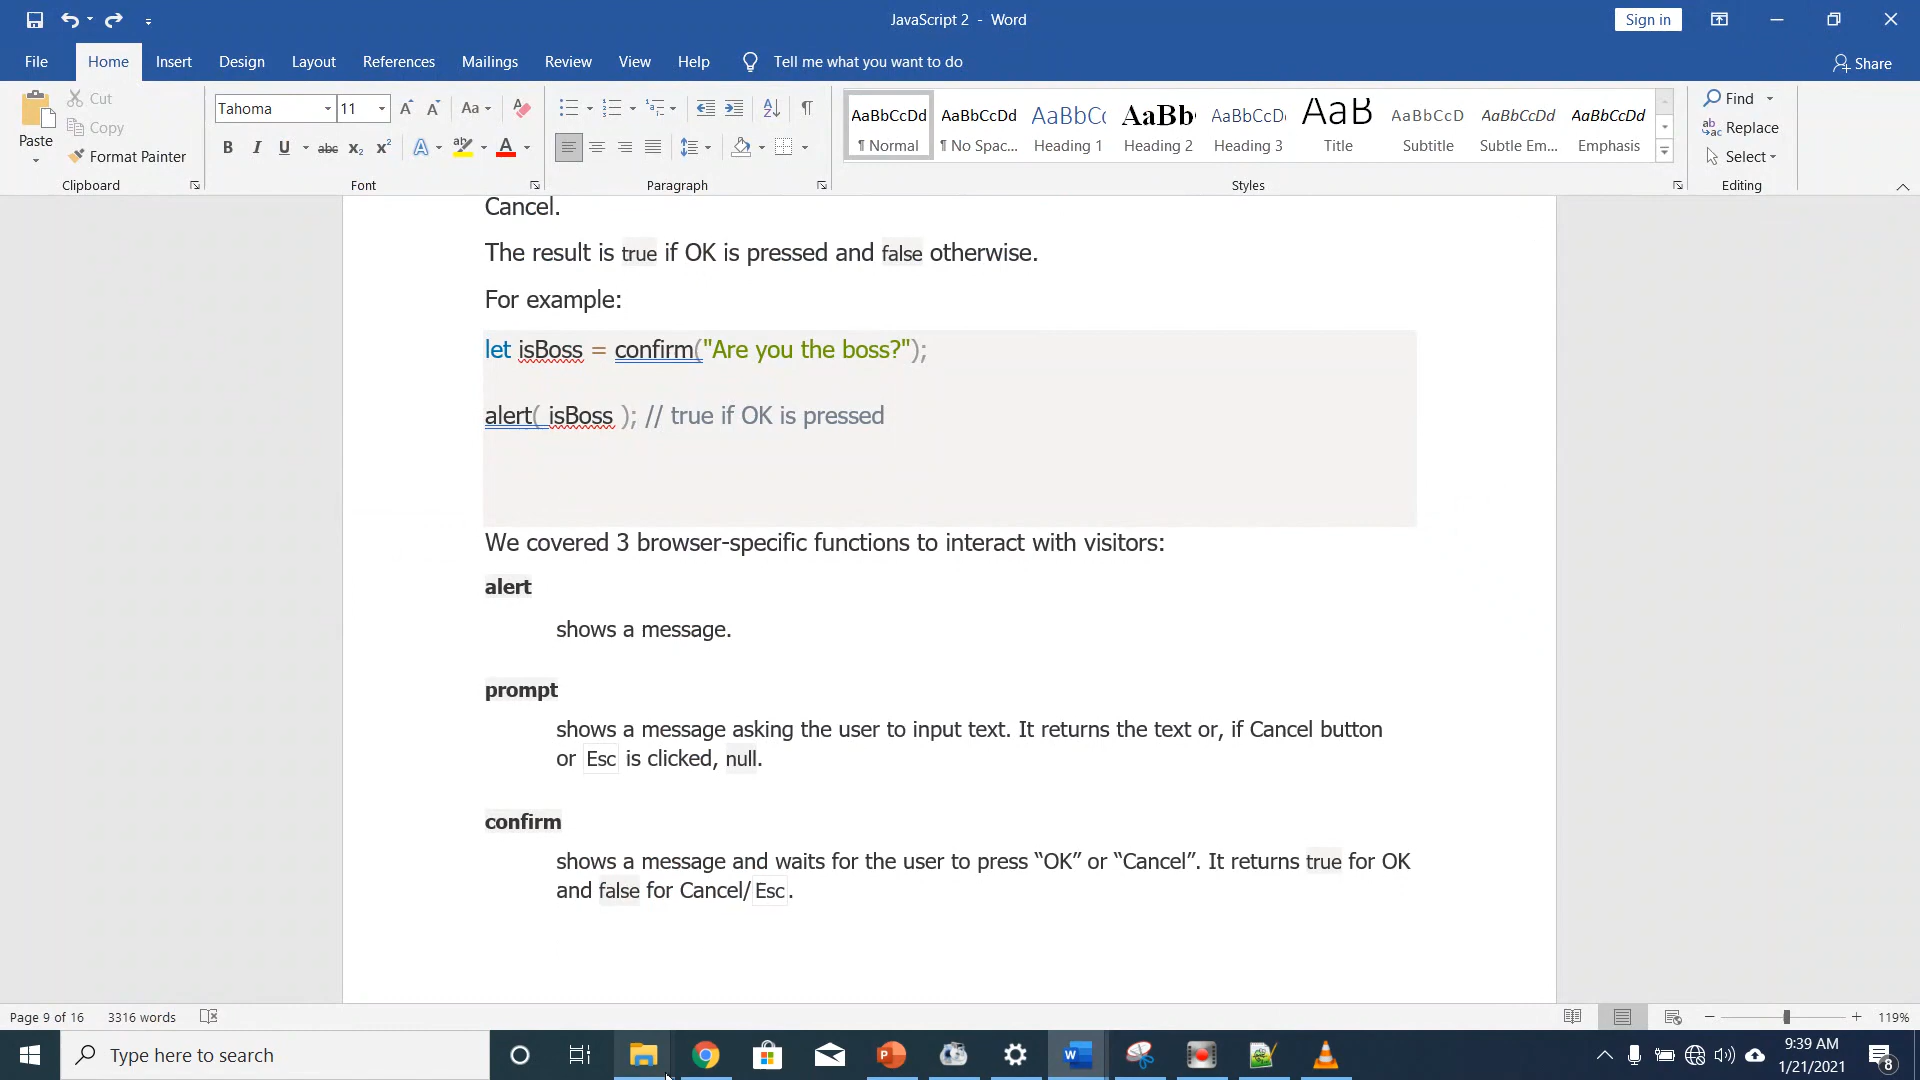 JavaScript 2 - Word
Sign in
File Home Insert Design Layout References Mailings Review View Help Tell me what you want to do
Share
Paste
Cut
Copy
Format Painter
Clipboard
Tahoma 11
Font
Paragraph
AaBbCcDd AaBbCcDd AaBbCc AaBb AaBbCcD AaB AaBbCcD AaBbCcDd AaBbCcDd
¶ Normal ¶ No Spac... Heading 1 Heading 2 Heading 3 Title Subtitle Subtle Em... Emphasis
Styles
Find
Replace
Select
Editing
Cancel.
The result is true if OK is pressed and false otherwise.
For example:
let isBoss = confirm("Are you the boss?");
alert( isBoss ); // true if OK is pressed
We covered 3 browser-specific functions to interact with visitors:
alert
shows a message.
prompt
shows a message asking the user to input text. It returns the text or, if Cancel button
or Esc is clicked, null.
confirm
shows a message and waits for the user to press “OK” or “Cancel”. It returns true for OK
and false for Cancel/Esc.
Page 9 of 16 3316 words
119%
Type here to search
9:39 AM
1/21/2021
8